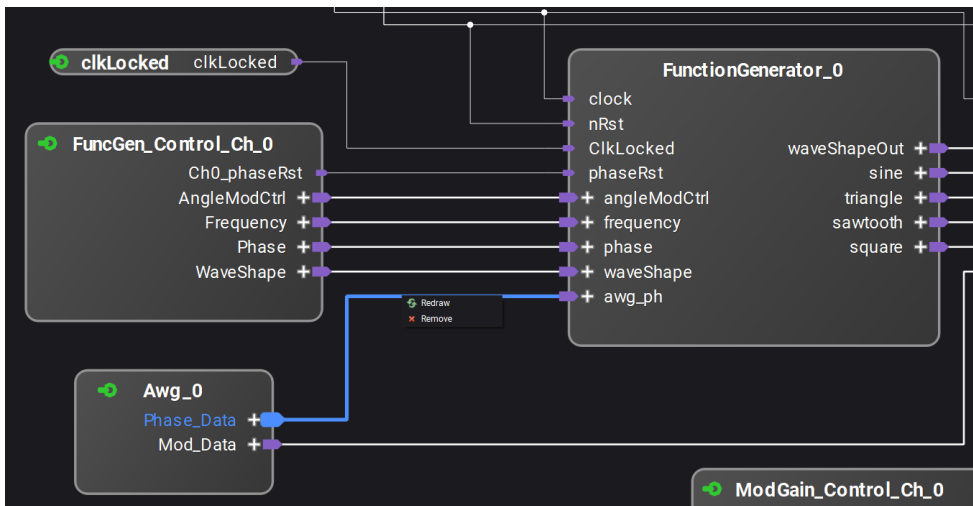 clkLocked clkLocked
FuncGen_Control_Ch_0
Ch0_phaseRst
AngleModCtrl
Frequency
Phase
WaveShape
FunctionGenerator_0
clock
nRst
ClkLocked
phaseRst
angleModCtrl
frequency
phase
waveShape
awg_ph
waveShapeOut
sine
triangle
sawtooth
square
Redraw
Remove
Awg_0
Phase_Data
Mod_Data
ModGain_Control_Ch_0